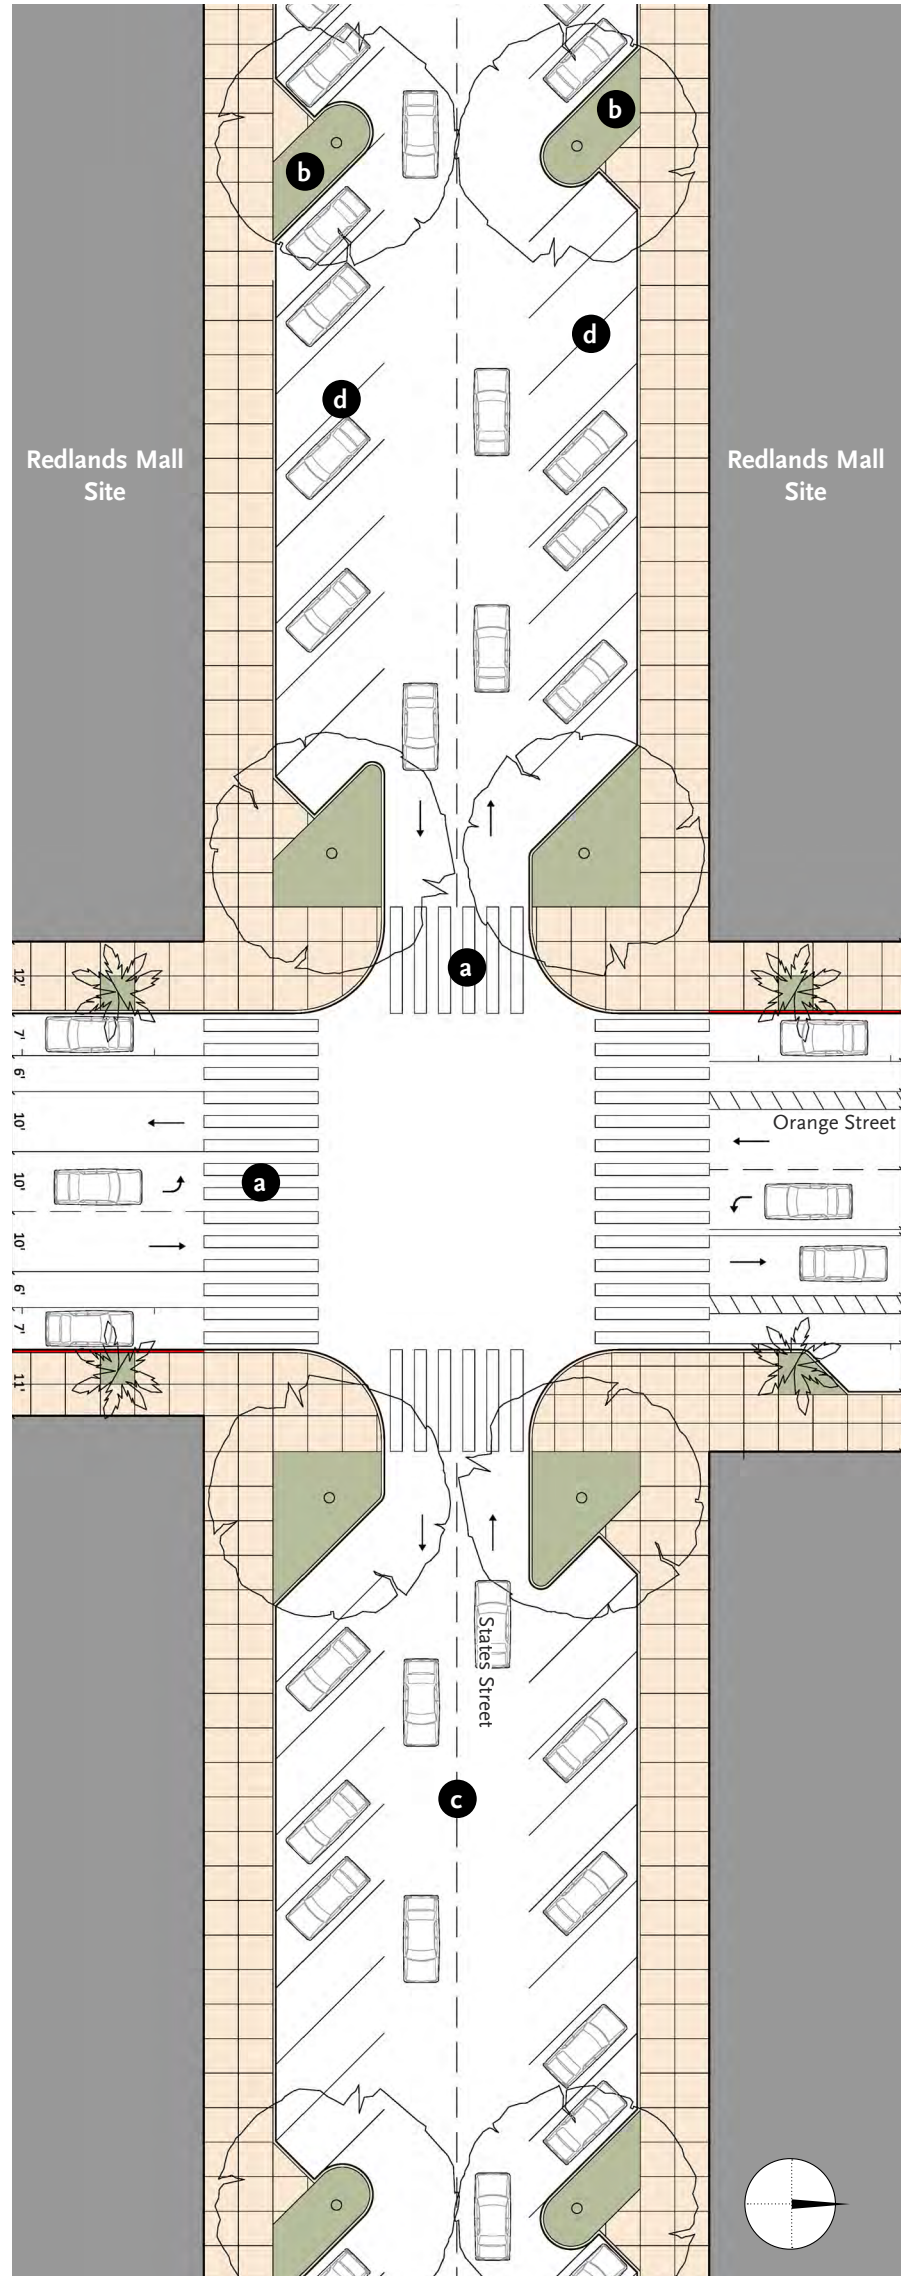 b
b
d
d
Redlands Mall
Site
Redlands Mall
Site
a
12'
7'
6'
10'
10'
10'
6'
7'
11'
Orange Street
a
States Street
c